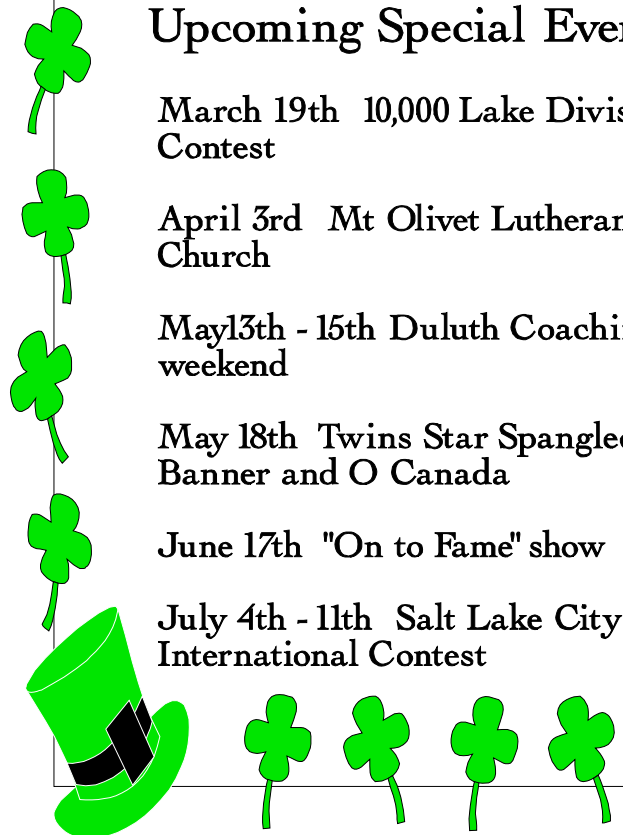 Upcoming Special Eve
March 19th 10,000 Lake Divis
Contest
April 3rd Mt Olivet Lutheran
Church
May13th - 15th Duluth Coachi
weekend
May 18th Twins Star Spangle
Banner and O Canada
June 17th "On to Fame" show
July 4th - 11th Salt Lake City
International Contest